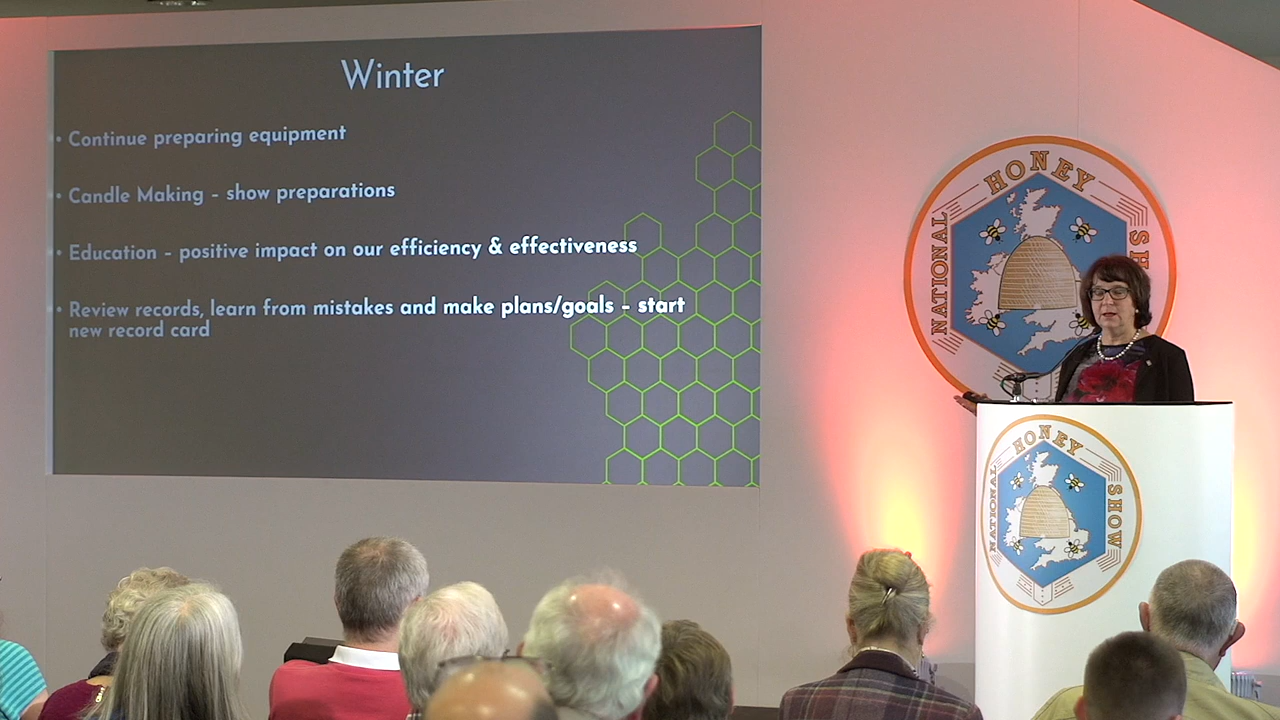 Winter
• Continue preparing equipment
• Candle Making – show preparations
• Education – positive impact on our efficiency & effectiveness
• Review records, learn from mistakes and make plans/goals – start
new record card
NATIONAL HONEY SH
NATIONAL HONEY SHOW